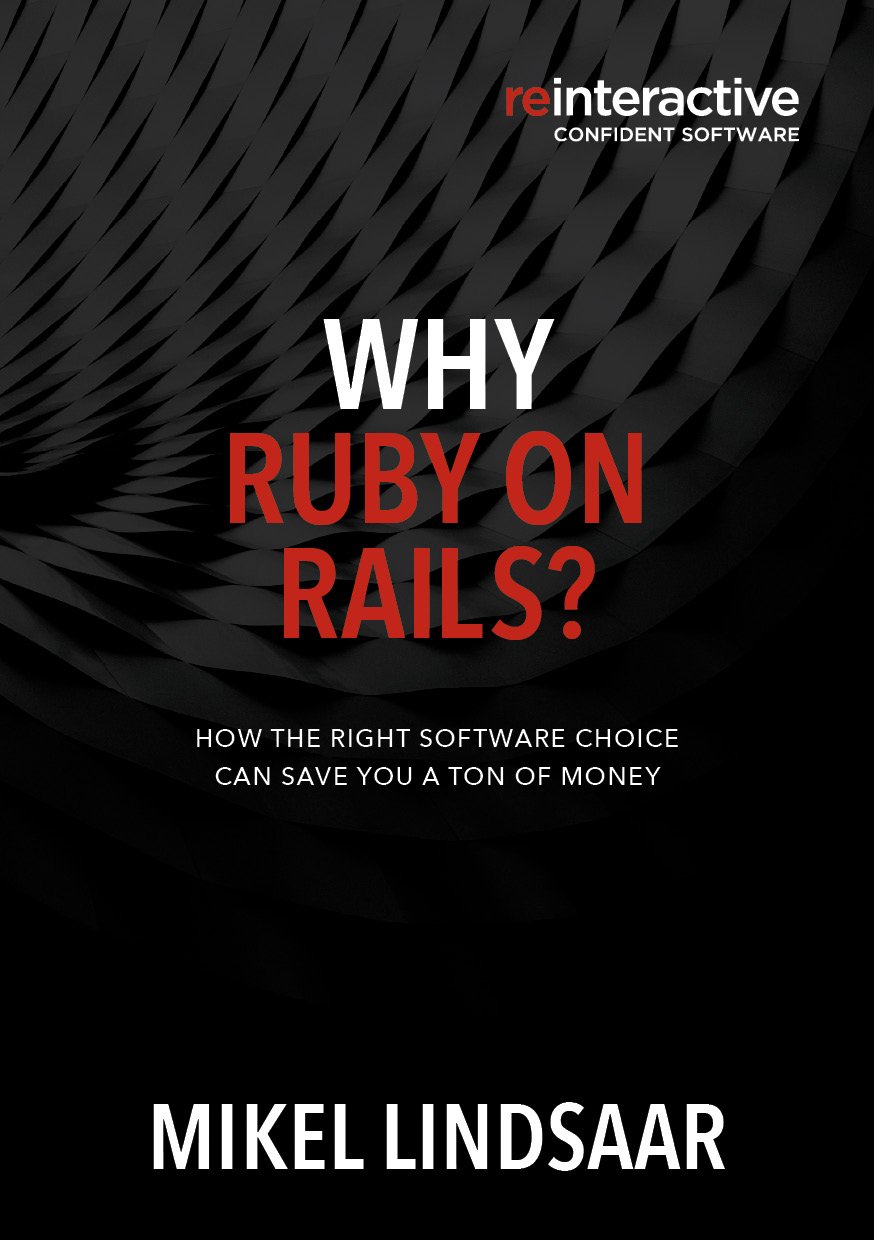 reinteractive
CONFIDENT SOFTWARE
WHY
RUBY ON
RAILS?
HOW THE RIGHT SOFTWARE CHOICE
CAN SAVE YOU A TON OF MONEY
MIKEL LINDSAAR